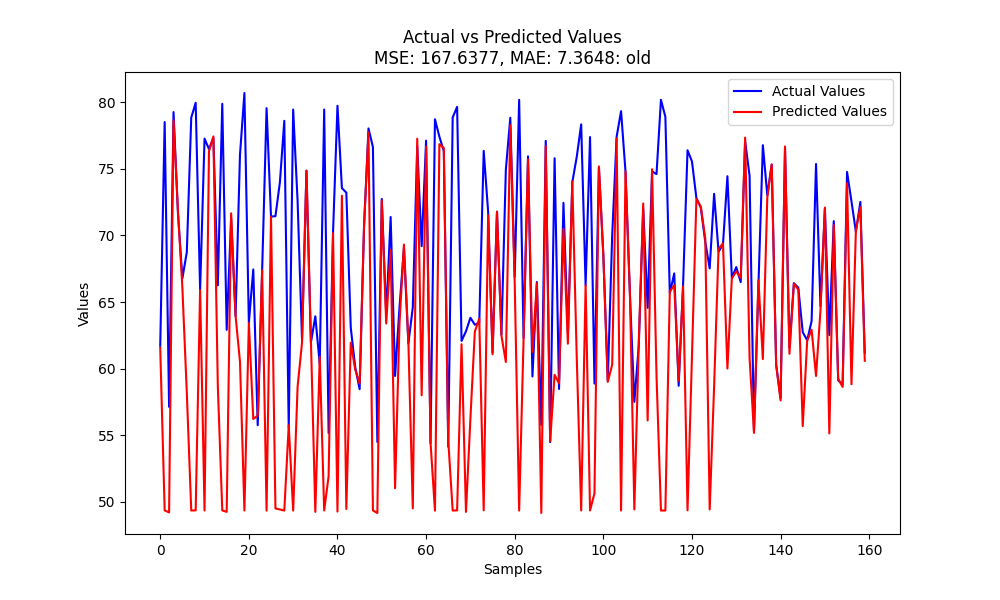 Actual vs Predicted Values
MSE: 167.6377, MAE: 7.3648: old
Actual Values
Predicted Values
80
75
70
65
60
55
50
Values
0 20 40 60 80 100 120 140 160
Samples